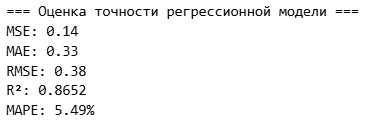 === Оценка точности регрессионной модели ===
MSE: 0.14
MAE: 0.33
RMSE: 0.38
R²: 0.8652
MAPE: 5.49%